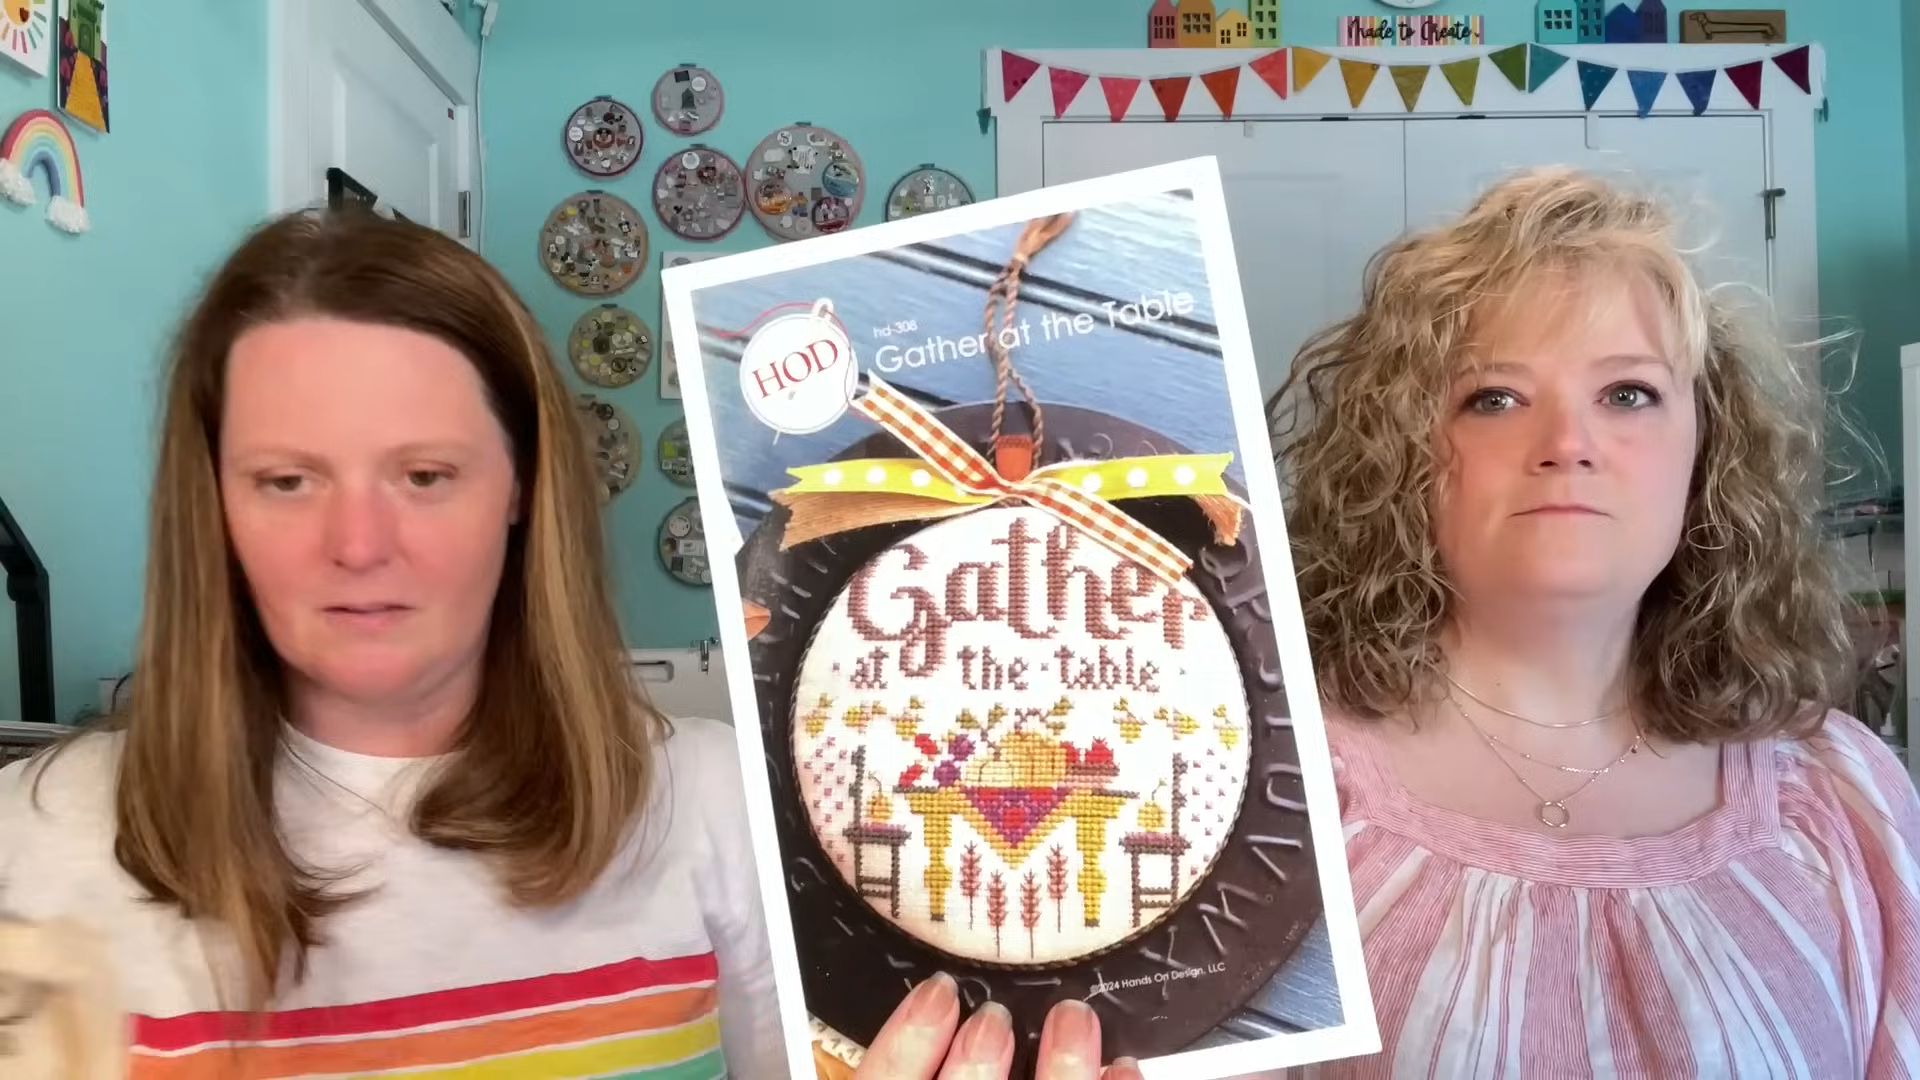 Made to Create
HOD
hd-308
Gather at the Table
Gather
at the table
©2024 Hands On Design, LLC